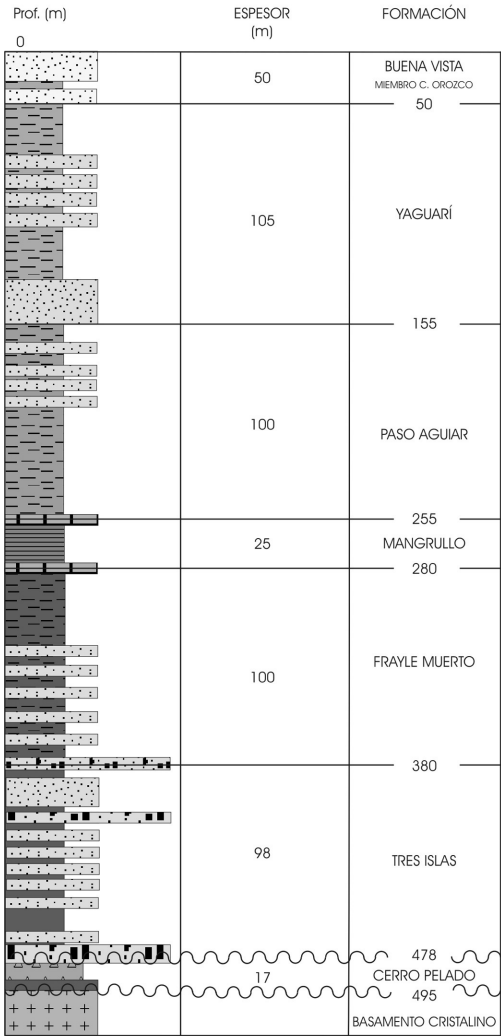 Prof. (m) ESPESOR (m) FORMACIÓN
0
50 BUENA VISTA
MIEMBRO C. OROZCO
50
105 YAGUARÍ
155
100 PASO AGUIAR
255
25 MANGRULLO
280
100 FRAYLE MUERTO
380
98 TRES ISLAS
478
17 CERRO PELADO
495
BASAMENTO CRISTALINO